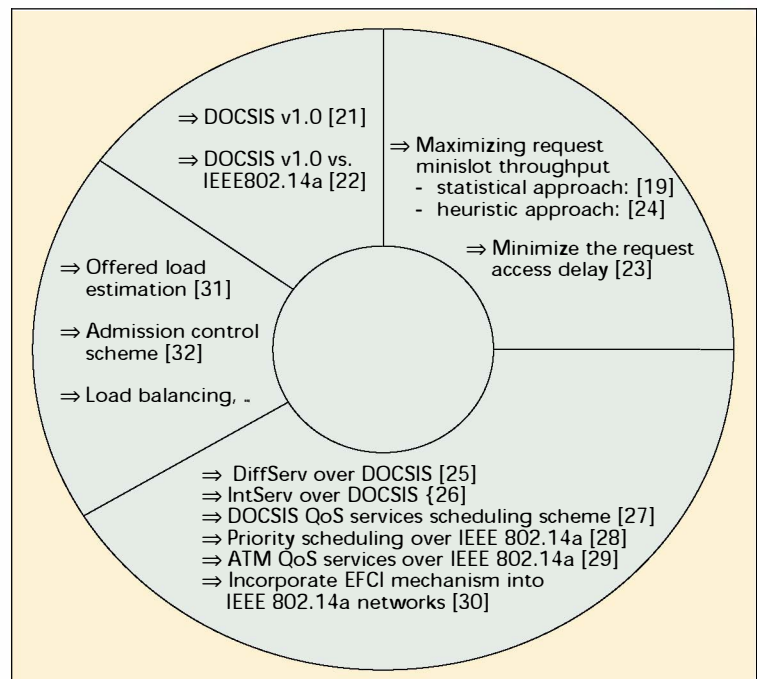 ⇒ DOCSIS v1.0 [21]
⇒ DOCSIS v1.0 vs.
IEEE802.14a [22]
⇒ Maximizing request
minislot throughput
- statistical approach: [19]
- heuristic approach: [24]
⇒ Minimize the request
access delay [23]
⇒ Offered load
estimation [31]
⇒ Admission control
scheme [32]
⇒ Load balancing, ..
⇒ DiffServ over DOCSIS [25]
⇒ IntServ over DOCSIS {26]
⇒ DOCSIS QoS services scheduling scheme [27]
⇒ Priority scheduling over IEEE 802.14a [28]
⇒ ATM QoS services over IEEE 802.14a [29]
⇒ Incorporate EFCI mechanism into
IEEE 802.14a networks [30]